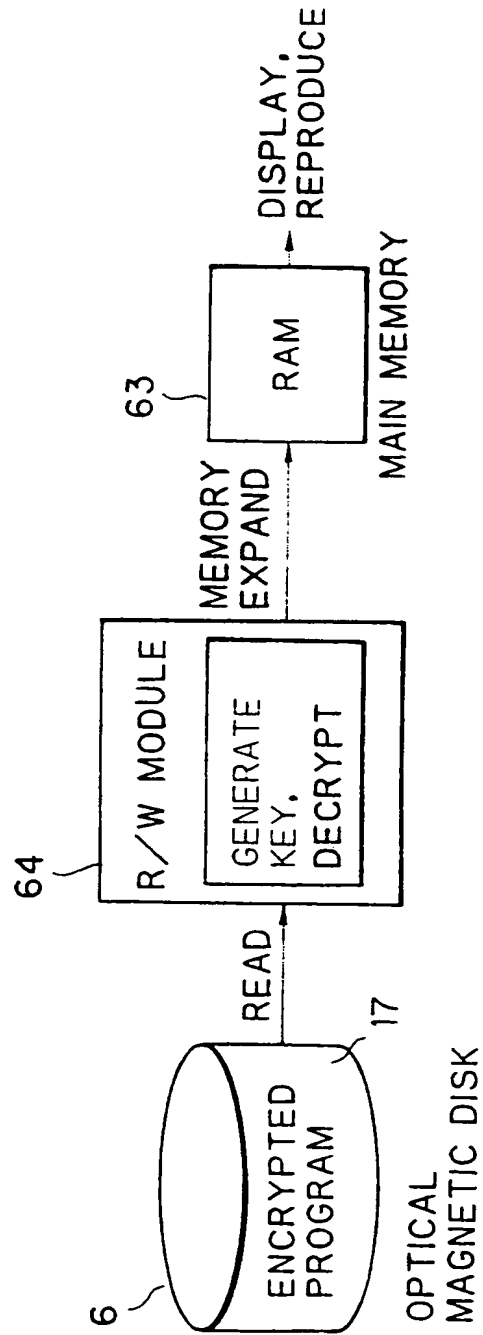 6
ENCRYPTED
PROGRAM
17
OPTICAL
MAGNETIC DISK
READ
64
R/W MODULE
GENERATE
KEY.
DECRYPT
MEMORY
EXPAND
63
RAM
MAIN MEMORY
DISPLAY.
REPRODUCE